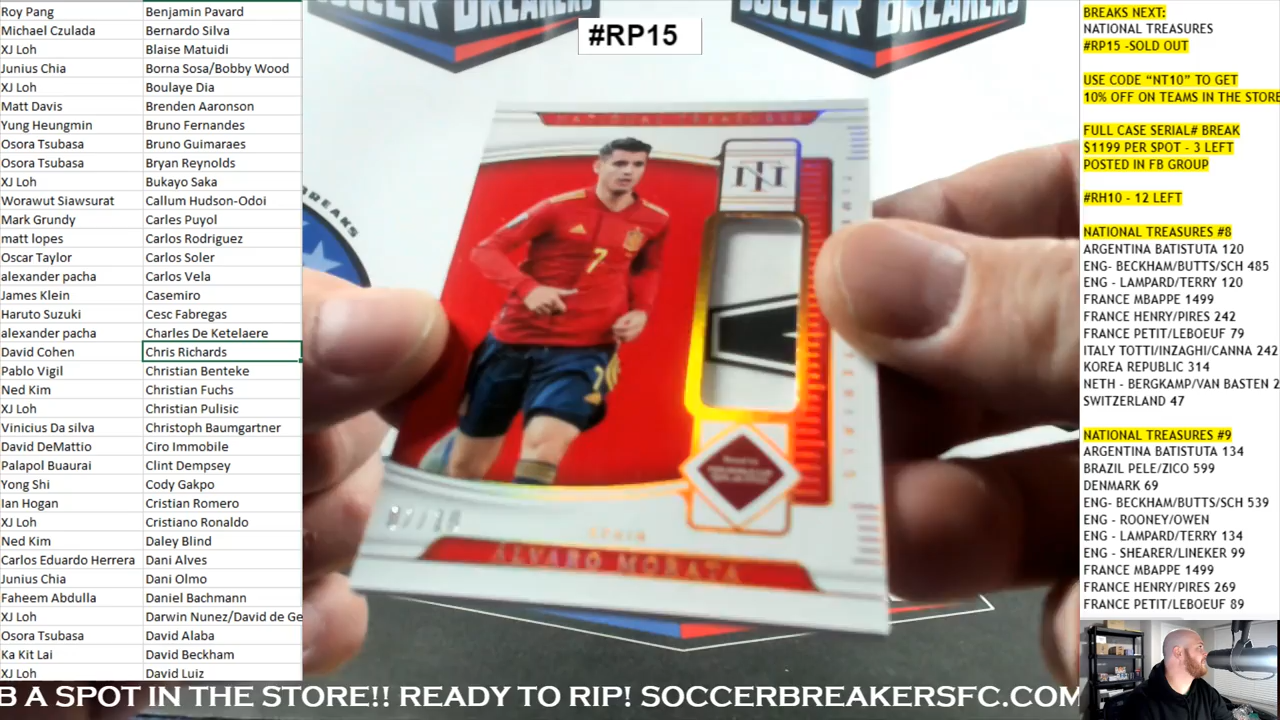 Roy Pang Benjamin Pavard
Michael Czulada Bernardo Silva
XJ Loh Blaise Matuidi
Junius Chia Borna Sosa/Bobby Wood
XJ Loh Boulaye Dia
Matt Davis Brenden Aaronson
Yung Heungmin Bruno Fernandes
Osora Tsubasa Bruno Guimaraes
Osora Tsubasa Bryan Reynolds
XJ Loh Bukayo Saka
Worawut Siawsurat Callum Hudson-Odoi
Mark Grundy Carles Puyol
matt lopes Carlos Rodriguez
Oscar Taylor Carlos Soler
alexander pacha Carlos Vela
James Klein Casemiro
Haruto Suzuki Cesc Fabregas
alexander pacha Charles De Ketelaere
David Cohen Chris Richards
Pablo Vigil Christian Benteke
Ned Kim Christian Fuchs
XJ Loh Christian Pulisic
Vinicius Da silva Christoph Baumgartner
David DeMattio Ciro Immobile
Palapol Buaurai Clint Dempsey
Yong Shi Cody Gakpo
Ian Hogan Cristian Romero
XJ Loh Cristiano Ronaldo
Ned Kim Daley Blind
Carlos Eduardo Herrera Dani Alves
Junius Chia Dani Olmo
Faheem Abdulla Daniel Bachmann
XJ Loh Darwin Nunez/David de Ge
Osora Tsubasa David Alaba
Ka Kit Lai David Beckham
XJ Loh David Luiz
SOCCER BREAKERS
BREAKERS
#RP15
BREAKS
NATIONAL TREASURES
NT
7
7
SPAIN
ALVARO MORATA
BREAKS NEXT:
NATIONAL TREASURES
#RP15 -SOLD OUT
USE CODE “NT10” TO GET
10% OFF ON TEAMS IN THE STORE
FULL CASE SERIAL# BREAK
$1199 PER SPOT - 3 LEFT
POSTED IN FB GROUP
#RH10 - 12 LEFT
NATIONAL TREASURES #8
ARGENTINA BATISTUTA 120
ENG- BECKHAM/BUTTS/SCH 485
ENG - LAMPARD/TERRY 120
FRANCE MBAPPE 1499
FRANCE HENRY/PIRES 242
FRANCE PETIT/LEBOEUF 79
ITALY TOTTI/INZAGHI/CANNA 242
KOREA REPUBLIC 314
NETH - BERGKAMP/VAN BASTEN 2
SWITZERLAND 47
NATIONAL TREASURES #9
ARGENTINA BATISTUTA 134
BRAZIL PELE/ZICO 599
DENMARK 69
ENG- BECKHAM/BUTTS/SCH 539
ENG - ROONEY/OWEN
ENG - LAMPARD/TERRY 134
ENG - SHEARER/LINEKER 99
FRANCE MBAPPE 1499
FRANCE HENRY/PIRES 269
FRANCE PETIT/LEBOEUF 89
B A SPOT IN THE STORE!! READY TO RIP! SOCCERBREAKERSFC.COM